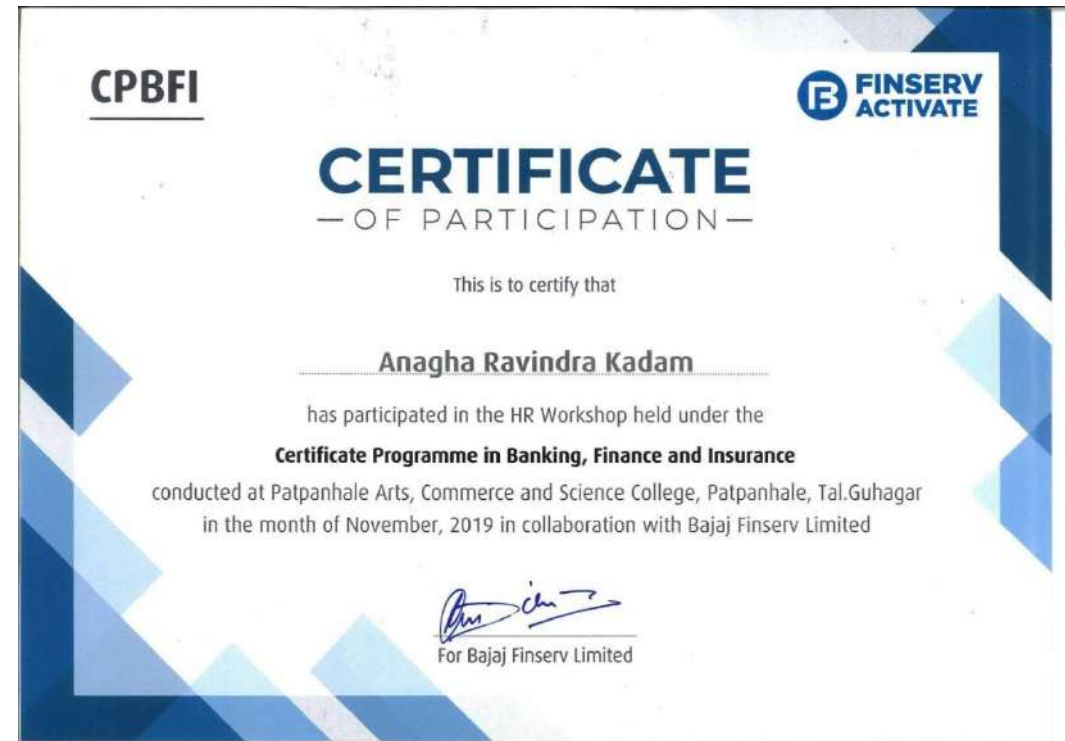 CPBFI
FINSERV
ACTIVATE
CERTIFICATE
— OF PARTICIPATION —
This is to certify that
Anagha Ravindra Kadam
has participated in the HR Workshop held under the
Certificate Programme in Banking, Finance and Insurance
conducted at Patpanhale Arts, Commerce and Science College, Patpanhale, Tal.Guhagar
in the month of November, 2019 in collaboration with Bajaj Finserv Limited
For Bajaj Finserv Limited